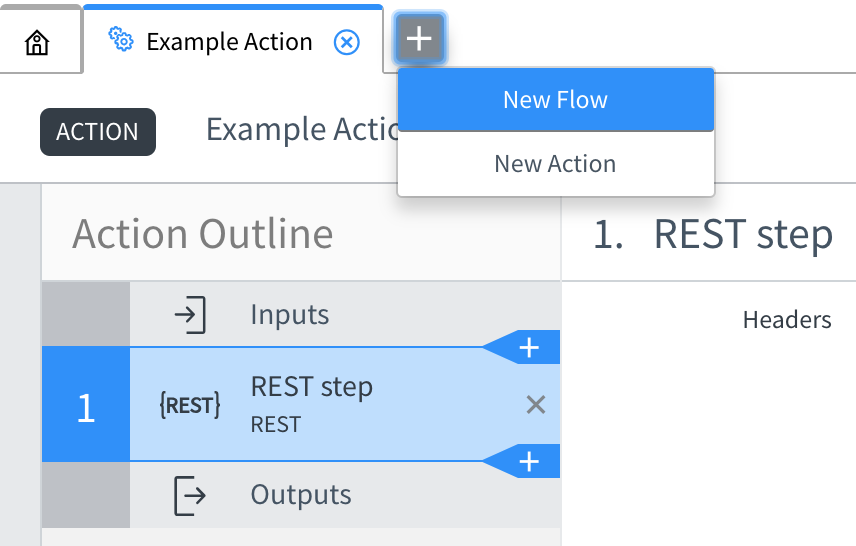 Example Action
New Flow
ACTION
Example Actio
New Action
Action Outline
1. REST step
Inputs
Headers
1
{REST}
REST step
REST
Outputs